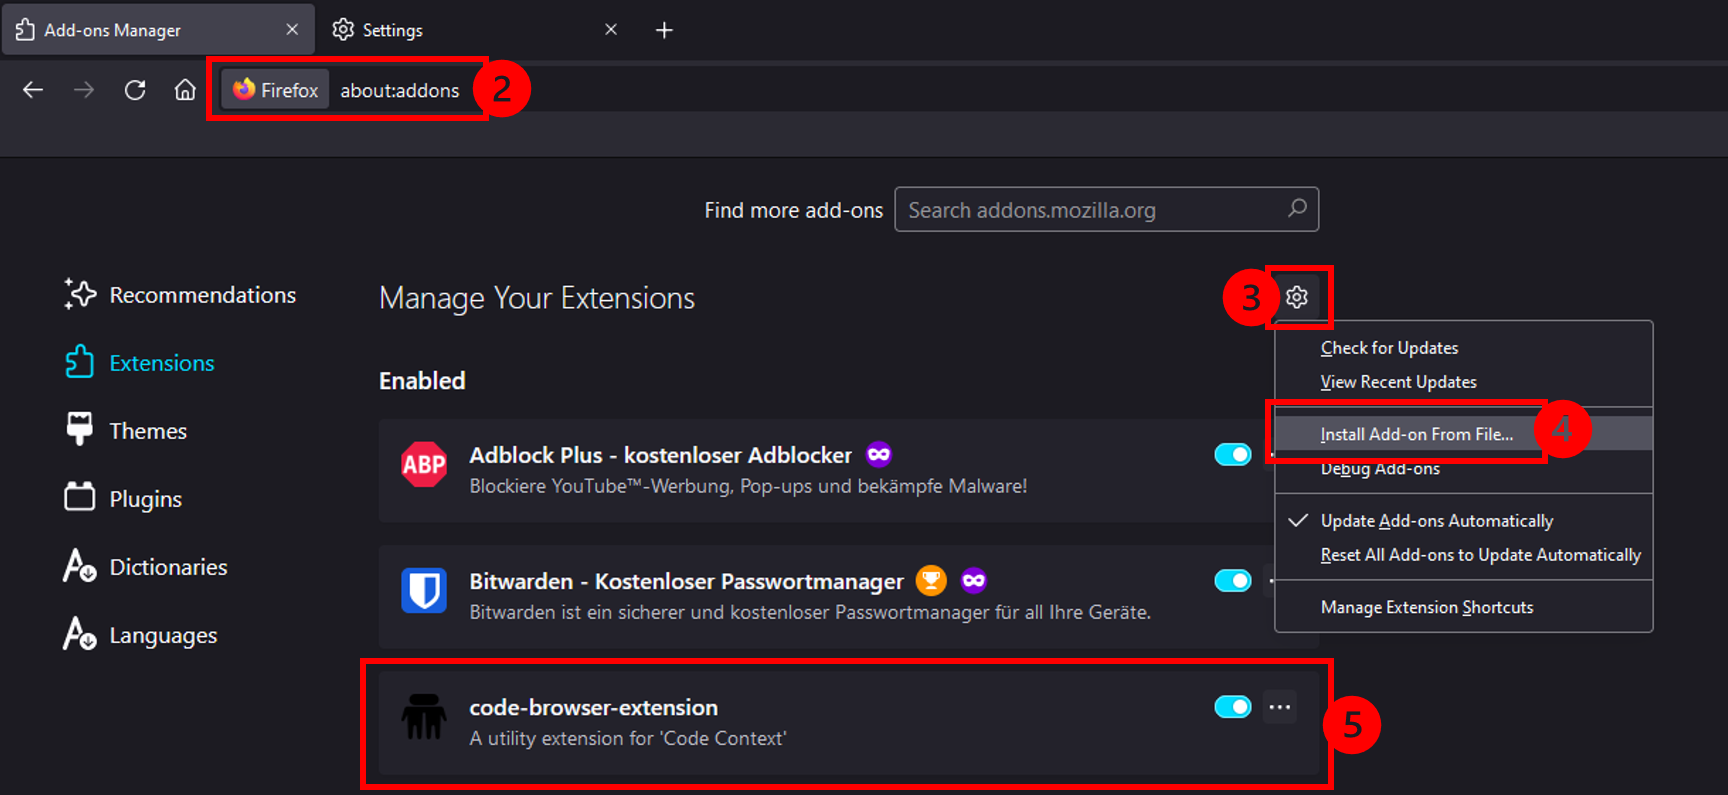 Add-ons Manager
Settings
Firefox about:addons 2
Find more add-ons Search addons.mozilla.org
Recommendations
Extensions
Themes
Plugins
Dictionaries
Languages
Manage Your Extensions
3
Check for Updates
View Recent Updates
Install Add-on From File... 4
Debug Add-ons
Update Add-ons Automatically
Reset All Add-ons to Update Automatically
Manage Extension Shortcuts
Enabled
ABP
Adblock Plus - kostenloser Adblocker
Blockiere YouTube™-Werbung, Pop-ups und bekämpfe Malware!
Bitwarden - Kostenloser Passwortmanager
Bitwarden ist ein sicherer und kostenloser Passwortmanager für all Ihre Geräte.
code-browser-extension
A utility extension for 'Code Context'
5